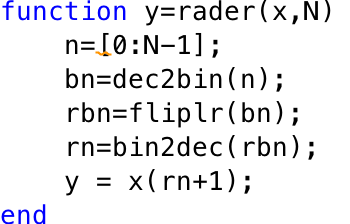 function y=rader(x,N)
    n=[0:N-1];
    bn=dec2bin(n);
    rbn=fliplr(bn);
    rn=bin2dec(rbn);
    y = x(rn+1);
end